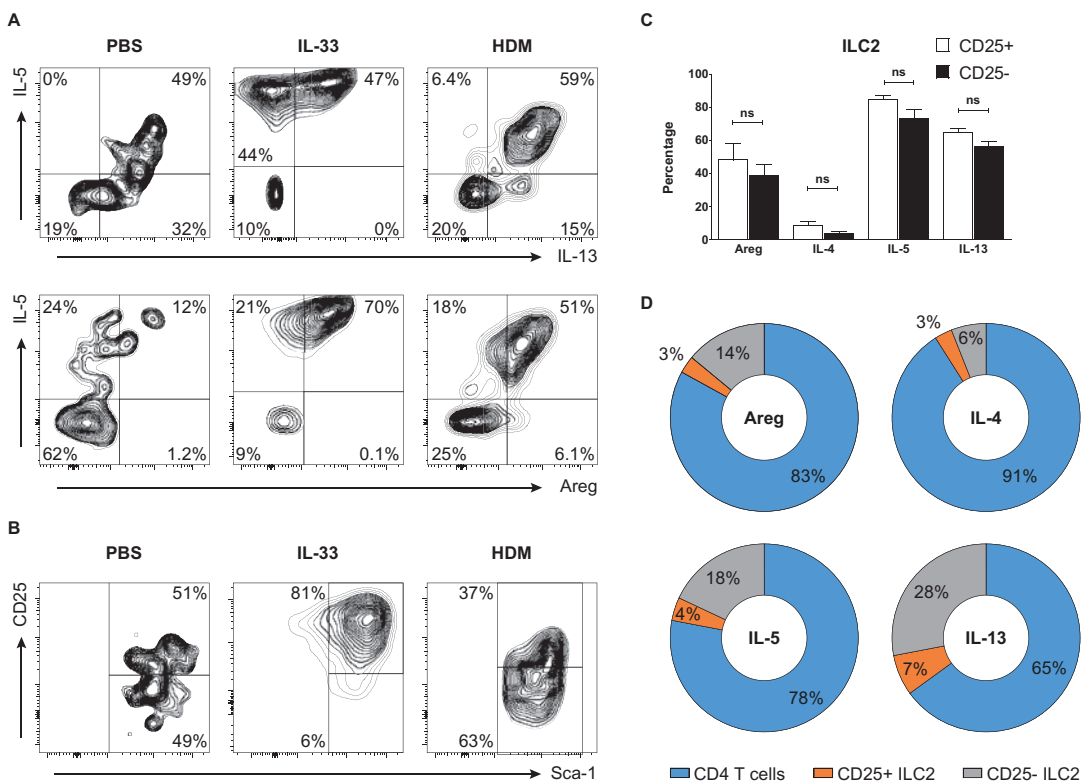 A
PBS
IL-33
HDM
IL-5
0%
49%
19%
32%
47%
44%
10%
0%
6.4%
59%
20%
15%
IL-13
IL-5
24%
12%
62%
1.2%
21%
70%
9%
0.1%
18%
51%
25%
6.1%
Areg
B
PBS
IL-33
HDM
CD25
51%
49%
81%
6%
37%
63%
Sca-1
C
ILC2
CD25+
CD25-
Percentage
100
80
60
40
20
0
ns
ns
ns
ns
Areg
IL-4
IL-5
IL-13
D
3%
14%
Areg
83%
3%
6%
IL-4
91%
18%
4%
IL-5
78%
28%
7%
IL-13
65%
CD4 T cells
CD25+ ILC2
CD25- ILC2